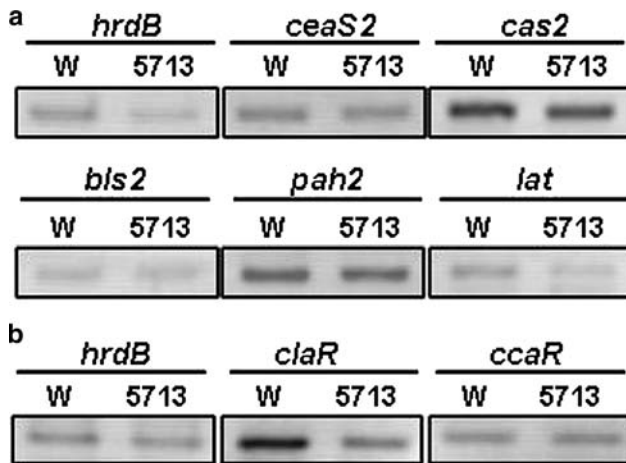 a
hrdB ceaS2 cas2
W 5713 W 5713 W 5713
bls2 pah2 lat
W 5713 W 5713 W 5713
b
hrdB claR ccaR
W 5713 W 5713 W 5713